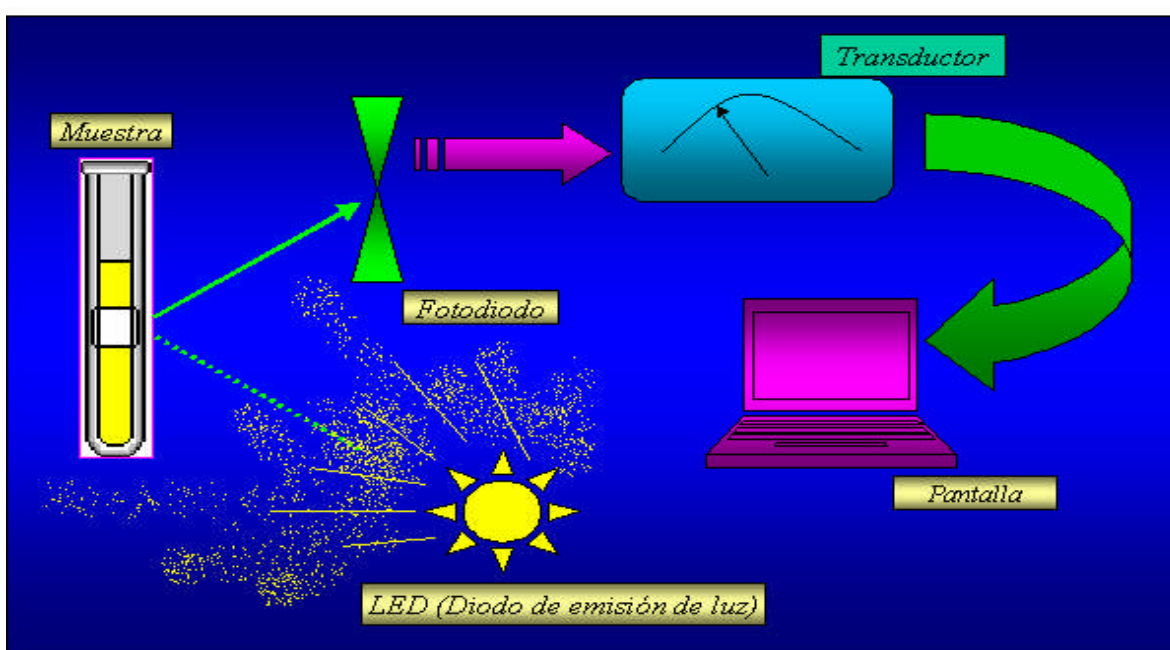 Transductor
Muestra
Fotodiodo
Pantalla
LED (Diodo de emisión de luz)